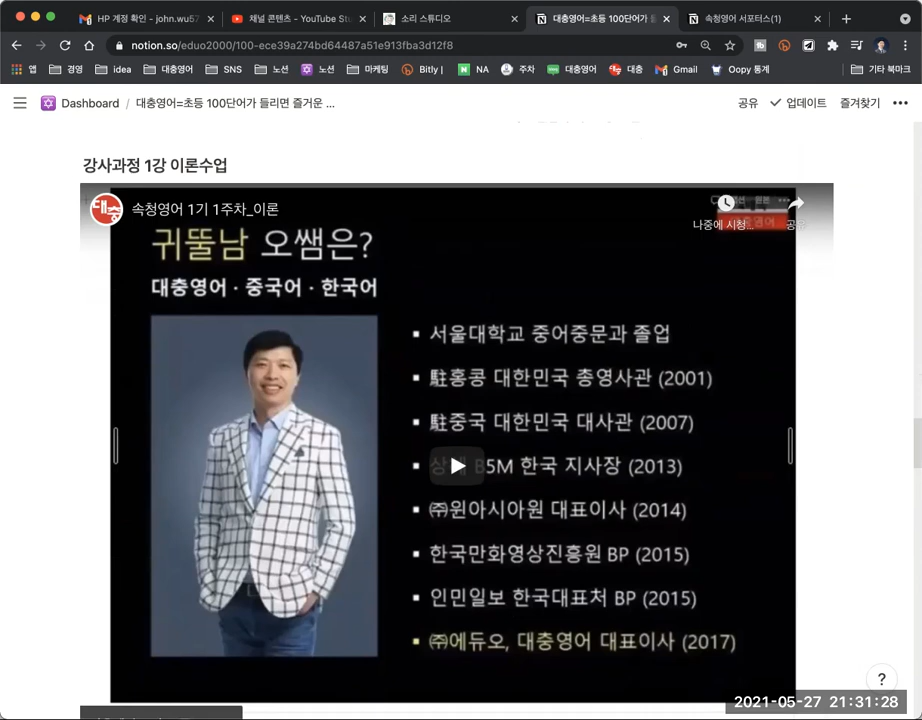 HP 계정 확인 - john.wu57
채널 콘텐츠 - YouTube Stu
소리 스튜디오
대충영어=초등 100단어가 들리면
속청영어 서포터스(1)
notion.so/eduo2000/100-ece39a274bd64487a51e913fba3d12f8
앱 경영 idea 대충영어 SNS 노션 노션 마케팅 Bitly | NA 주차 대충영어 대충 Gmail Oopy 통계 기타 북마크
Dashboard / 대충영어=초등 100단어가 들리면 즐거운 ... 공유 업데이트 즐겨찾기
강사과정 1강 이론수업
대충
속청영어 1기 1주차_이론
나중에 시청... 공유
귀뚤남 오쌤은?
대충영어 · 중국어 · 한국어
▪ 서울대학교 중어중문과 졸업
▪ 駐홍콩 대한민국 총영사관 (2001)
▪ 駐중국 대한민국 대사관 (2007)
▪ 상해 B5M 한국 지사장 (2013)
▪ ㈜윈아시아원 대표이사 (2014)
▪ 한국만화영상진흥원 BP (2015)
▪ 인민일보 한국대표처 BP (2015)
▪ ㈜에듀오, 대충영어 대표이사 (2017)
?
2021-05-27 21:31:28